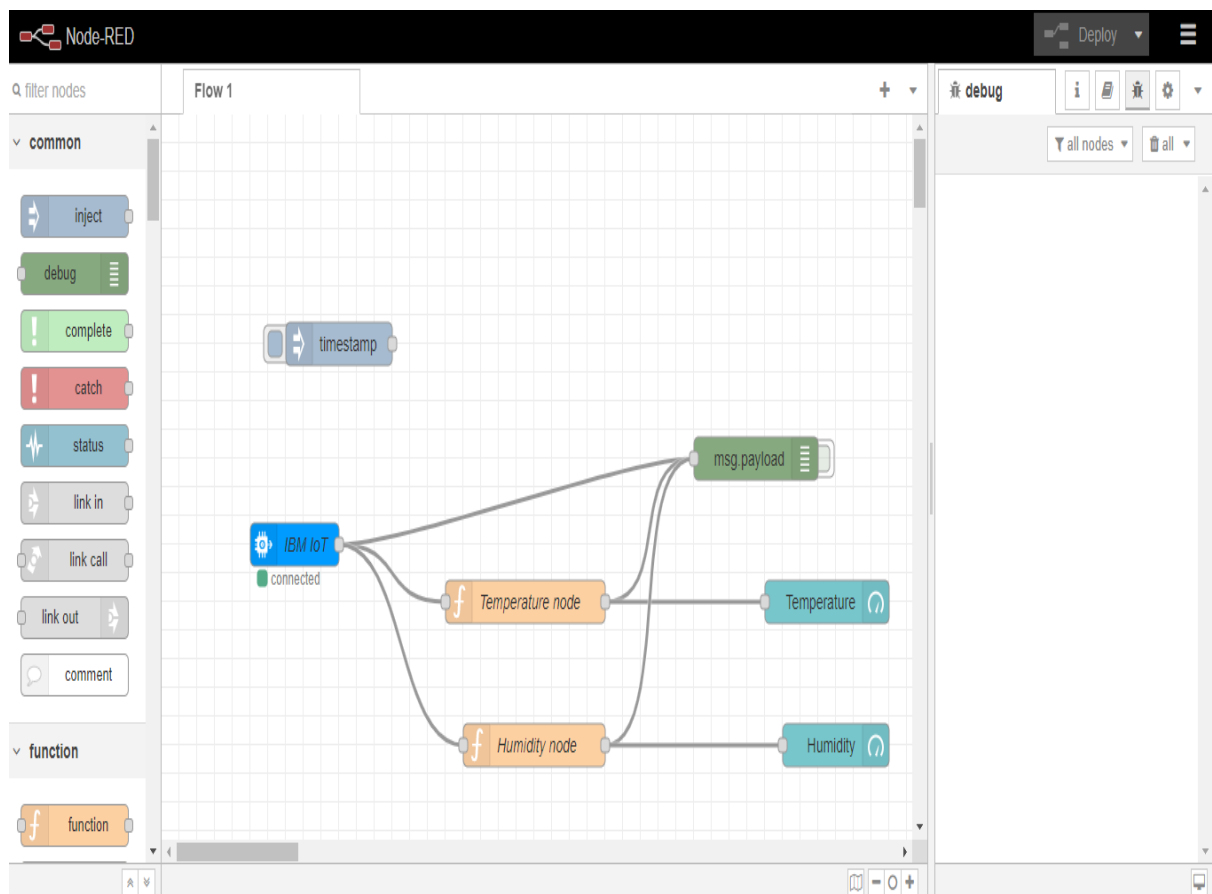 Node-RED
Deploy
filter nodes
Flow 1
debug
i
common
all nodes
all
inject
debug
complete
catch
status
link in
link call
link out
comment
function
function
timestamp
msg.payload
IBM IoT
connected
Temperature node
Temperature
Humidity node
Humidity